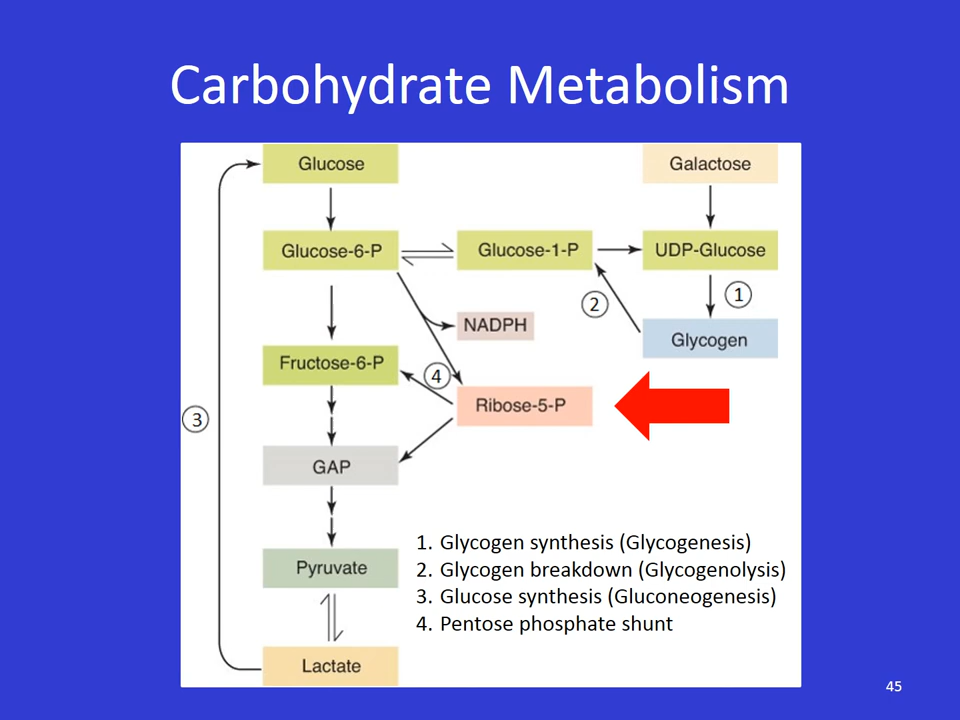 Carbohydrate Metabolism
Glucose
Galactose
Glucose-6-P
Glucose-1-P
UDP-Glucose
1
2
NADPH
Glycogen
Fructose-6-P
4
Ribose-5-P
3
GAP
1. Glycogen synthesis (Glycogenesis)
Pyruvate
2. Glycogen breakdown (Glycogenolysis)
3. Glucose synthesis (Gluconeogenesis)
4. Pentose phosphate shunt
Lactate
45